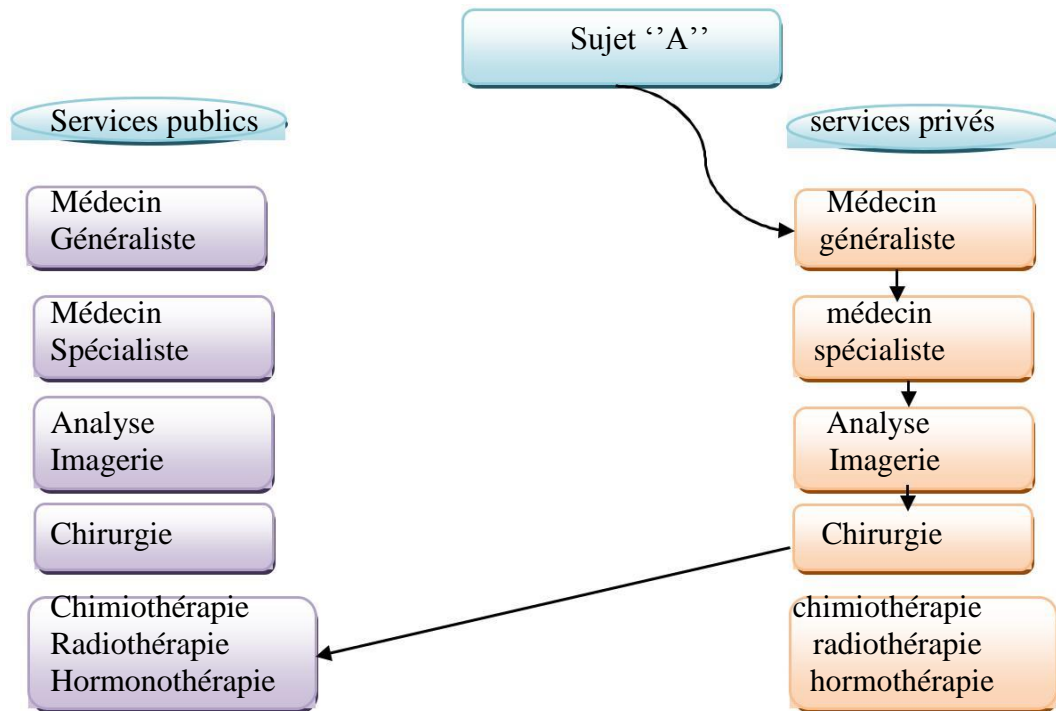 Sujet ‘’A’’
Services publics
services privés
Médecin
Généraliste
Médecin
généraliste
Médecin
Spécialiste
médecin
spécialiste
Analyse
Imagerie
Analyse
Imagerie
Chirurgie
Chirurgie
Chimiothérapie
Radiothérapie
Hormonothérapie
chimiothérapie
radiothérapie
hormothérapie